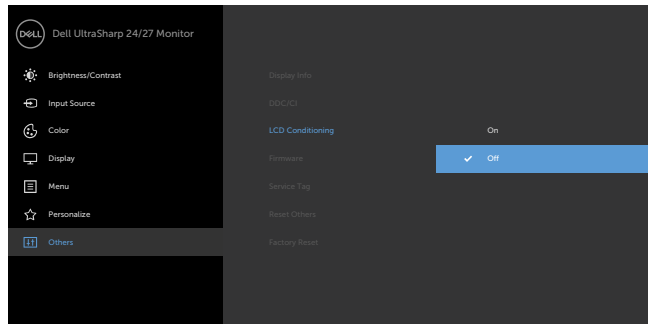 DELL Dell UltraSharp 24/27 Monitor
Brightness/Contrast
Display Info
Input Source
DDC/CI
Color
LCD Conditioning
On
Display
Firmware
Off
Menu
Service Tag
Personalize
Reset Others
Others
Factory Reset